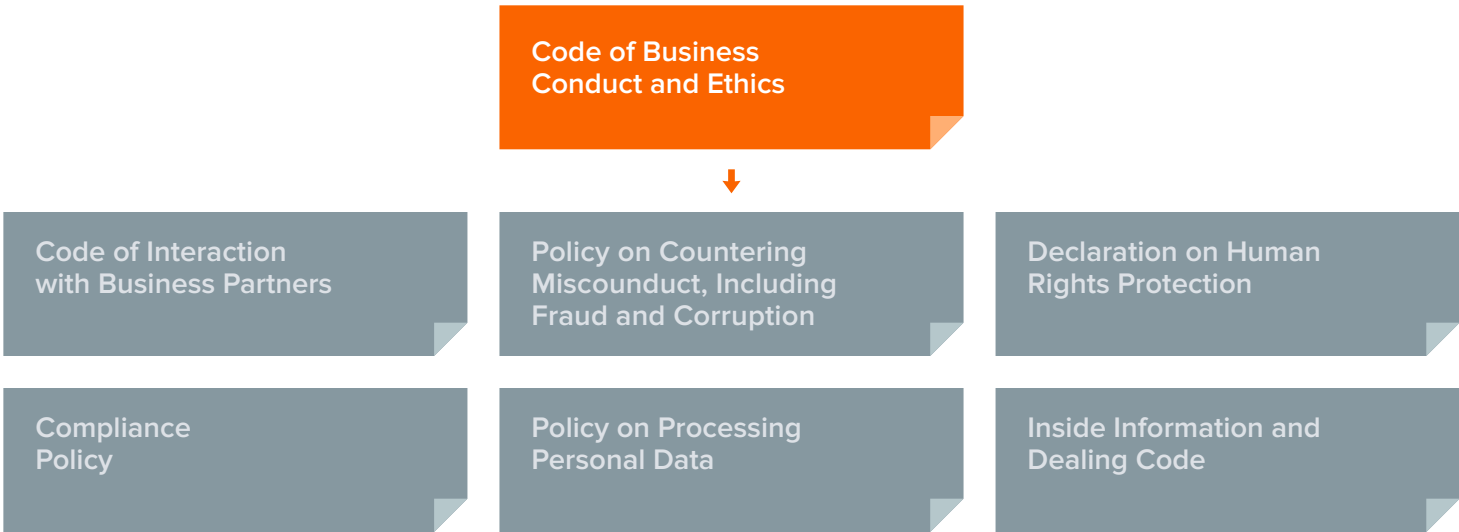 Code of Business
Conduct and Ethics
Code of Interaction
with Business Partners
Policy on Countering
Miscounduct, Including
Fraud and Corruption
Declaration on Human
Rights Protection
Compliance
Policy
Policy on Processing
Personal Data
Inside Information and
Dealing Code